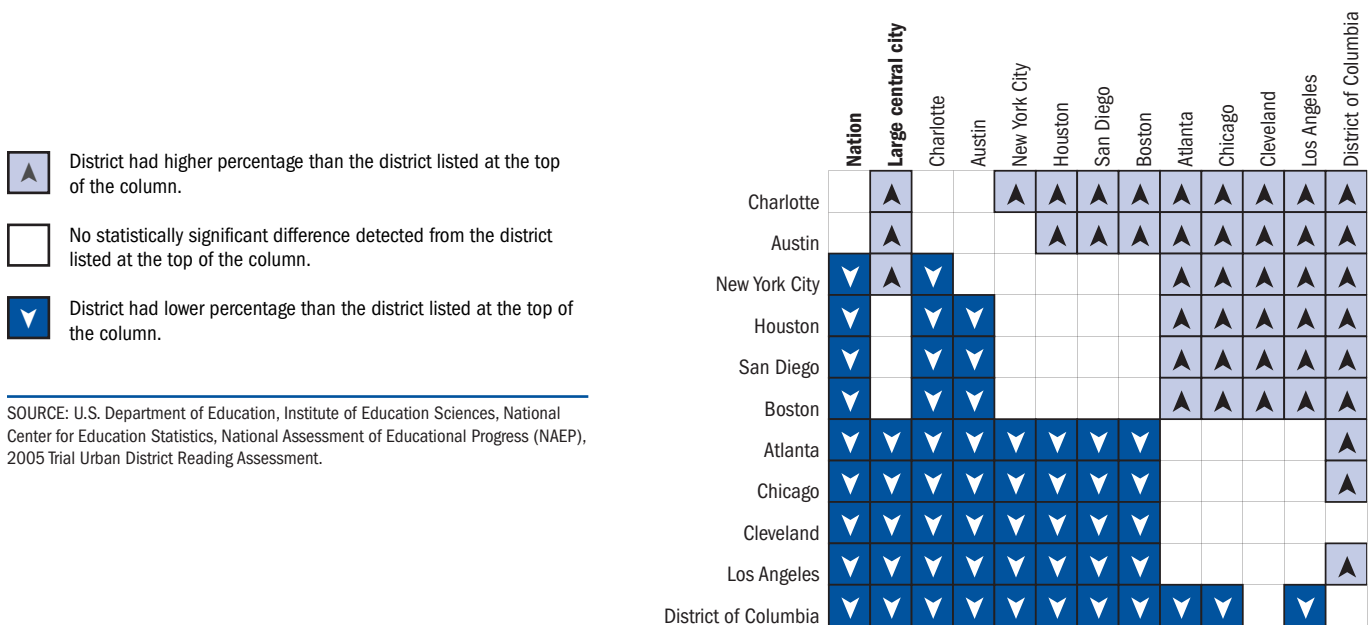 Nation
Large central city
Charlotte
Austin
New York City
Houston
San Diego
Boston
Atlanta
Chicago
Cleveland
Los Angeles
District of Columbia
District had higher percentage than the district listed at the top
of the column.
No statistically significant difference detected from the district
listed at the top of the column.
District had lower percentage than the district listed at the top of
the column.
SOURCE: U.S. Department of Education, Institute of Education Sciences, National
Center for Education Statistics, National Assessment of Educational Progress (NAEP),
2005 Trial Urban District Reading Assessment.
Charlotte
Austin
New York City
Houston
San Diego
Boston
Atlanta
Chicago
Cleveland
Los Angeles
District of Columbia